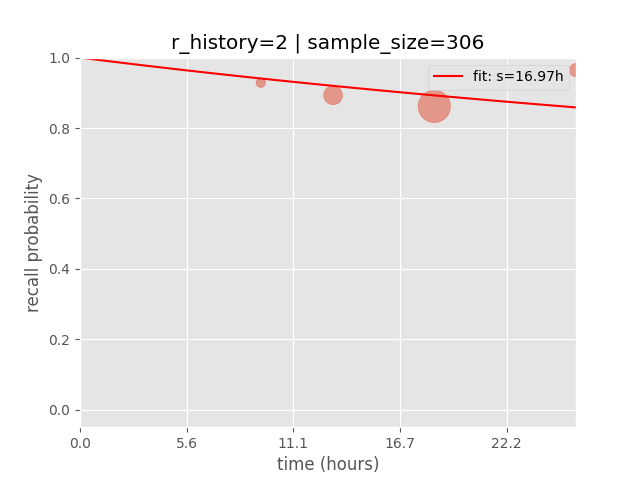 r_history=2 | sample_size=306
1.0
fit: s=16.97h
0.8
0.6
0.4
0.2
0.0
recall probability
0.0 5.6 11.1 16.7 22.2
time (hours)